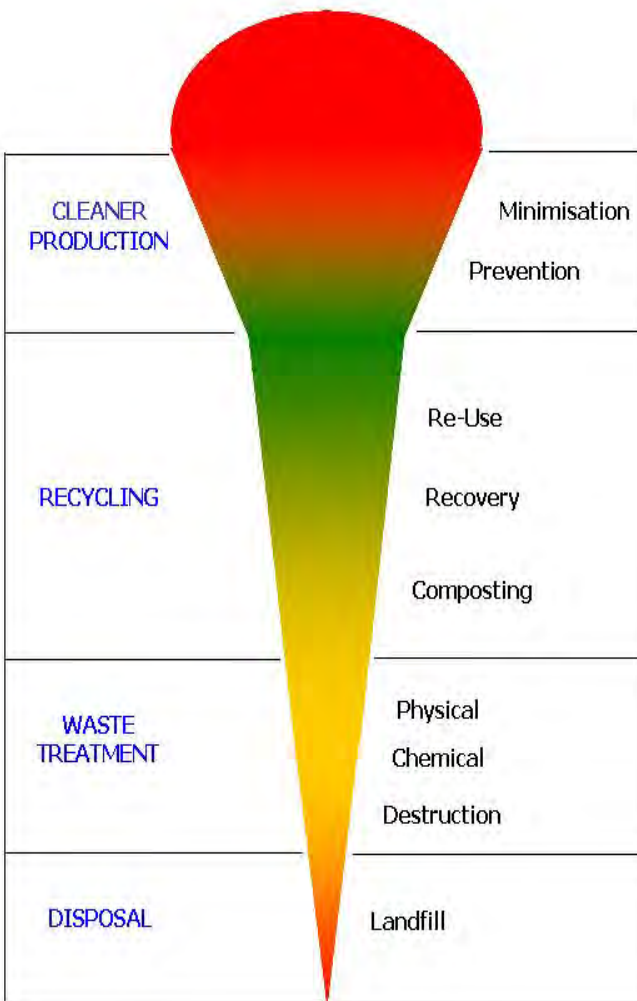 CLEANER
PRODUCTION
Minimisation
Prevention
RECYCLING
Re-Use
Recovery
Composting
WASTE
TREATMENT
Physical
Chemical
Destruction
DISPOSAL
Landfill